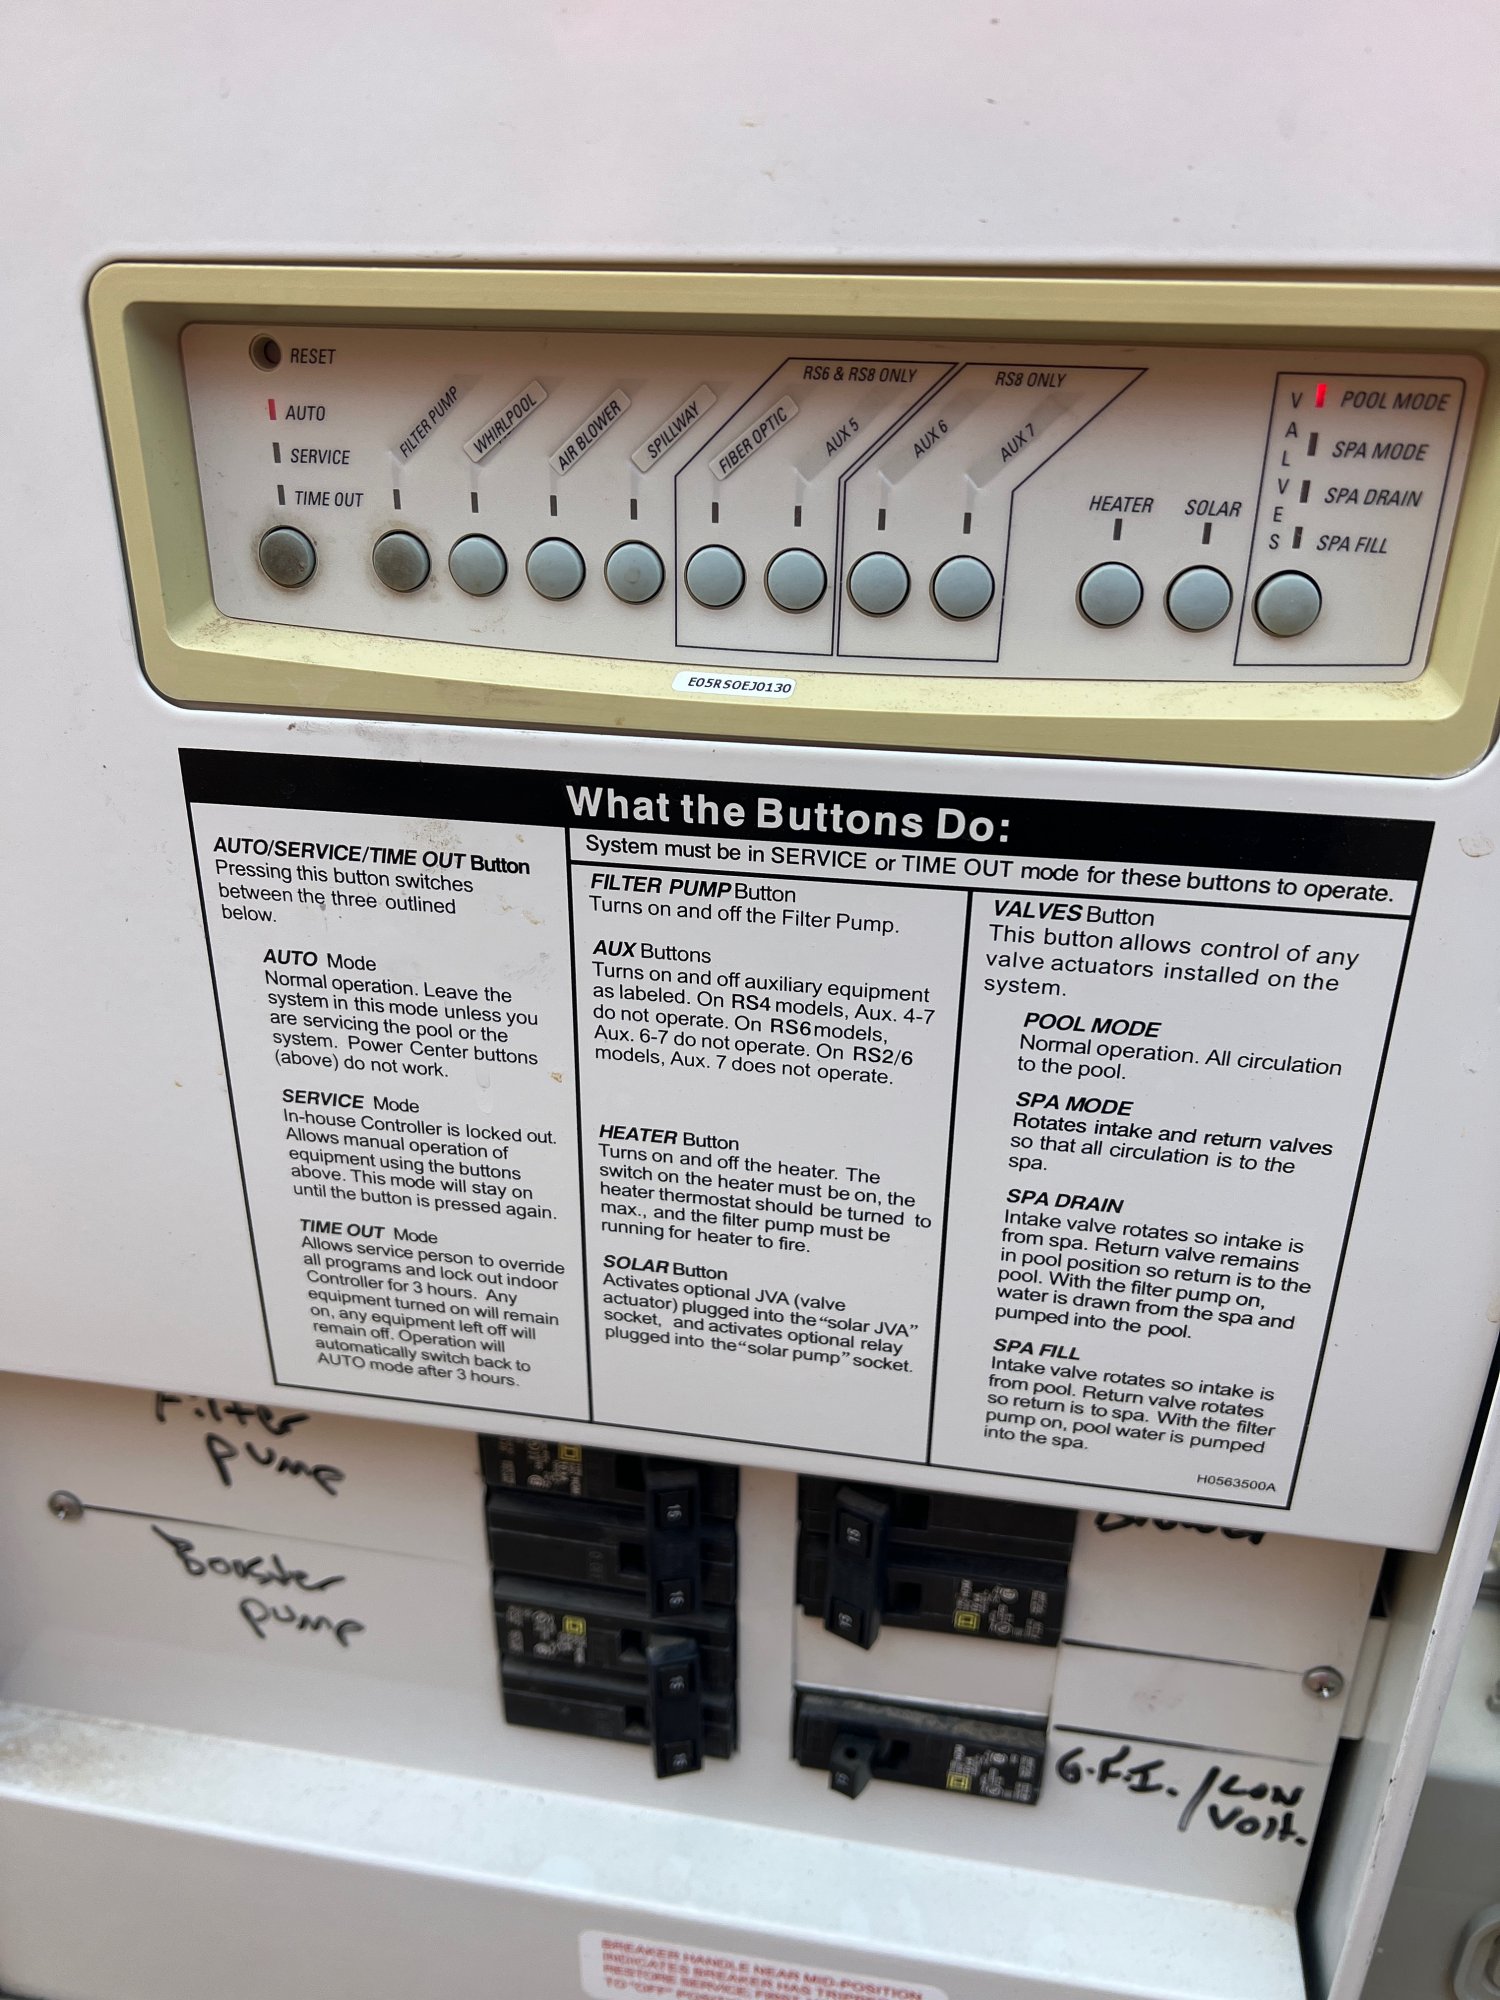 RESET
AUTO
SERVICE
TIME OUT
FILTER PUMP
WHIRLPOOL
AIR BLOWER
SPILLWAY
RS6 & RS8 ONLY
FIBER OPTIC
AUX 5
RS8 ONLY
AUX 6
AUX 7
HEATER
SOLAR
VALVES
POOL MODE
SPA MODE
SPA DRAIN
SPA FILL
E05RS0EJ0130
What the Buttons Do:
AUTO/SERVICE/TIME OUT Button
Pressing this button switches
between the three outlined
below.
AUTO Mode
Normal operation. Leave the
system in this mode unless you
are servicing the pool or the
system. Power Center buttons
(above) do not work.
SERVICE Mode
In-house Controller is locked out.
Allows manual operation of
equipment using the buttons
above. This mode will stay on
until the button is pressed again.
TIME OUT Mode
Allows service person to override
all programs and lock out indoor
Controller for 3 hours. Any
equipment turned on will remain
on, any equipment left off will
remain off. Operation will
automatically switch back to
AUTO mode after 3 hours.
System must be in SERVICE or TIME OUT mode for these buttons to operate.
FILTER PUMP Button
Turns on and off the Filter Pump.
AUX Buttons
Turns on and off auxiliary equipment
as labeled. On RS4 models, Aux. 4-7
do not operate. On RS6 models,
Aux. 6-7 do not operate. On RS2/6
models, Aux. 7 does not operate.
HEATER Button
Turns on and off the heater. The
switch on the heater must be on, the
heater thermostat should be turned to
max., and the filter pump must be
running for heater to fire.
SOLAR Button
Activates optional JVA (valve
actuator) plugged into the "solar JVA"
socket, and activates optional relay
plugged into the "solar pump" socket.
VALVES Button
This button allows control of any
valve actuators installed on the
system.
POOL MODE
Normal operation. All circulation
to the pool.
SPA MODE
Rotates intake and return valves
so that all circulation is to the
spa.
SPA DRAIN
Intake valve rotates so intake is
from spa. Return valve remains
in pool position so return is to the
pool. With the filter pump on,
water is drawn from the spa and
pumped into the pool.
SPA FILL
Intake valve rotates so intake is
from pool. Return valve rotates
so return is to spa. With the filter
pump on, pool water is pumped
into the spa.
H0563500A
Filter
pump
Booster
pump
Blower
G.F.I./Low
Volt.
BREAKER HANDLE NEAR MID-POSITION
INDICATES BREAKER HAS TRIPPED
RESTORE SERVICE, FIRST
TO "OFF"